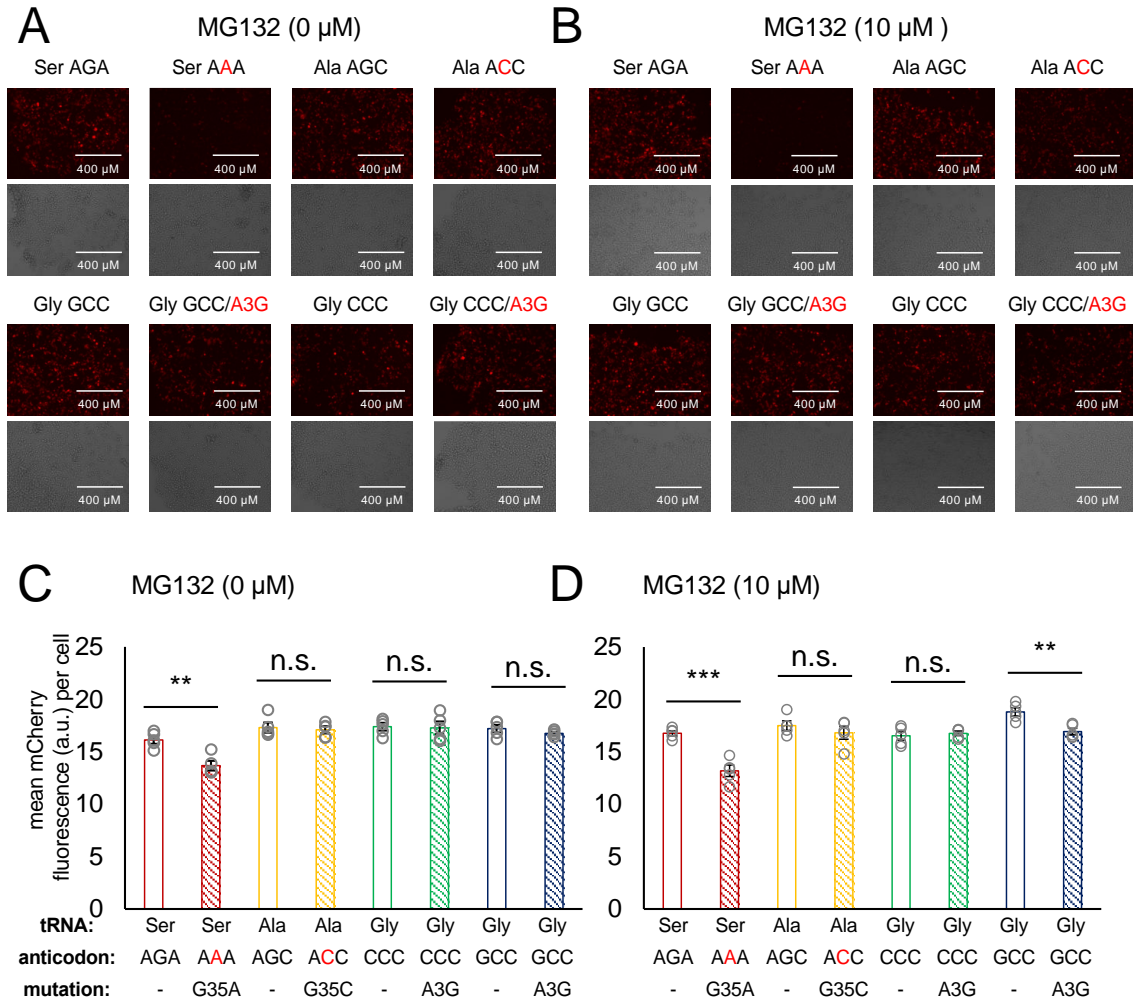 A
MG132 (0 μM)
Ser AGA Ser AAA Ala AGC Ala ACC
400 μM 400 μM 400 μM 400 μM
400 μM 400 μM 400 μM 400 μM
Gly GCC Gly GCC/A3G Gly CCC Gly CCC/A3G
400 μM 400 μM 400 μM 400 μM
400 μM 400 μM 400 μM 400 μM
B
MG132 (10 μM )
Ser AGA Ser AAA Ala AGC Ala ACC
400 μM 400 μM 400 μM 400 μM
400 μM 400 μM 400 μM 400 μM
Gly GCC Gly GCC/A3G Gly CCC Gly CCC/A3G
400 μM 400 μM 400 μM 400 μM
400 μM 400 μM 400 μM 400 μM
C
MG132 (0 μM)
mean mCherry
fluorescence (a.u.) per cell
25
20
15
10
5
0
** n.s. n.s. n.s.
tRNA: Ser Ser Ala Ala Gly Gly Gly Gly
anticodon: AGA AAA AGC ACC CCC CCC GCC GCC
mutation: - G35A - G35C - A3G - A3G
D
MG132 (10 μM)
25
20
15
10
5
0
*** n.s. n.s. **
Ser Ser Ala Ala Gly Gly Gly Gly
AGA AAA AGC ACC CCC CCC GCC GCC
- G35A - G35C - A3G - A3G